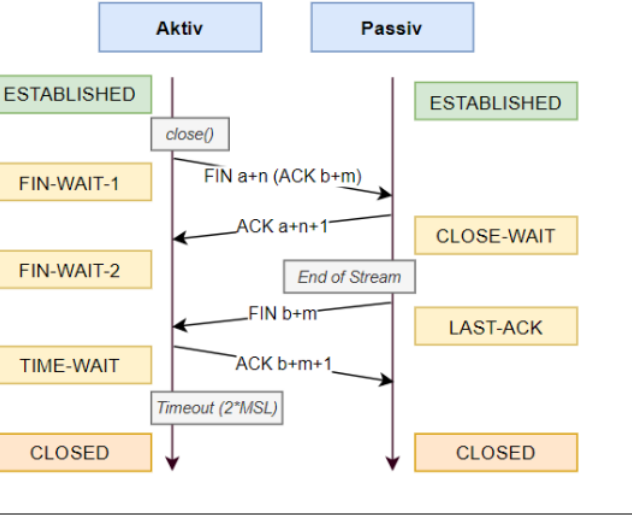 Aktiv
Passiv
ESTABLISHED
ESTABLISHED
close()
FIN a+n (ACK b+m)
FIN-WAIT-1
ACK a+n+1
CLOSE-WAIT
FIN-WAIT-2
End of Stream
FIN b+m
LAST-ACK
TIME-WAIT
ACK b+m+1
Timeout (2*MSL)
CLOSED
CLOSED